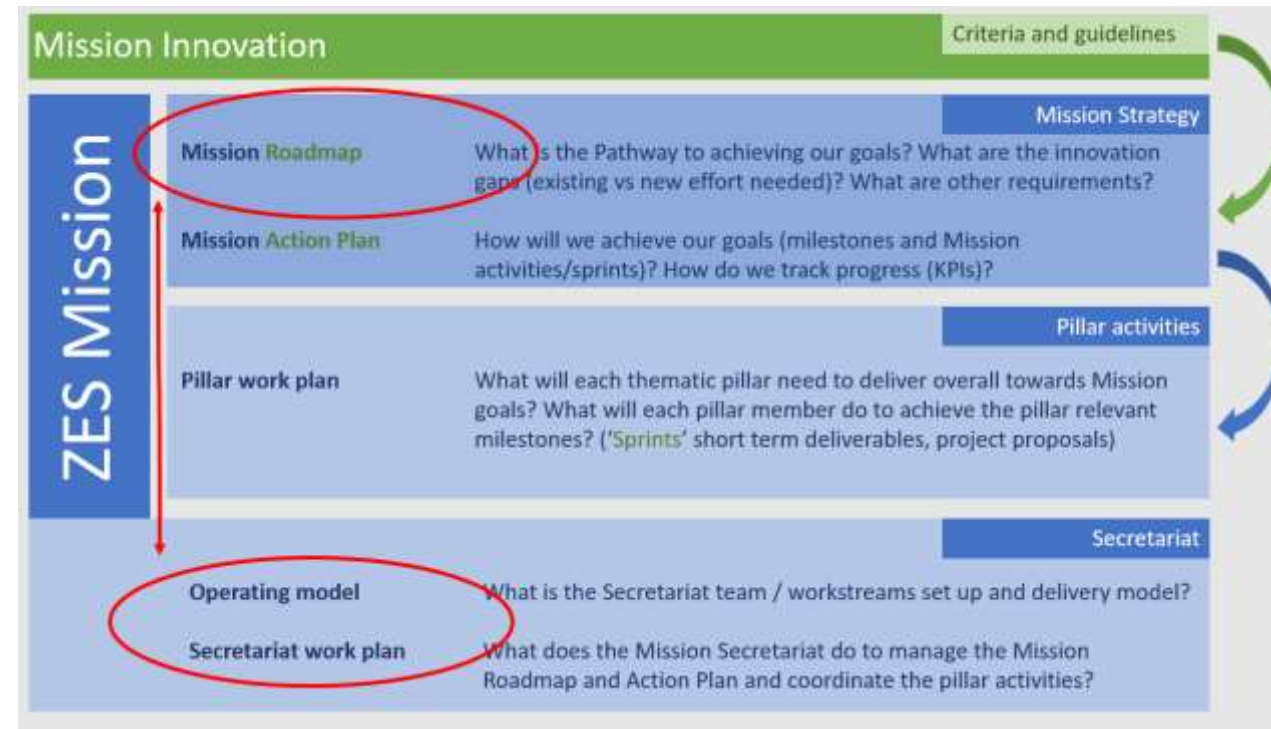 Mission Innovation
Criteria and guidelines
ZES Mission
Mission Strategy
Mission Roadmap
What is the Pathway to achieving our goals? What are the innovation
gaps (existing vs new effort needed)? What are other requirements?
Mission Action Plan
How will we achieve our goals (milestones and Mission
activities/sprints)? How do we track progress (KPIs)?
Pillar activities
Pillar work plan
What will each thematic pillar need to deliver overall towards Mission
goals? What will each pillar member do to achieve the pillar relevant
milestones? ('Sprints' short term deliverables, project proposals)
Secretariat
Operating model
What is the Secretariat team / workstreams set up and delivery model?
Secretariat work plan
What does the Mission Secretariat do to manage the Mission
Roadmap and Action Plan and coordinate the pillar activities?